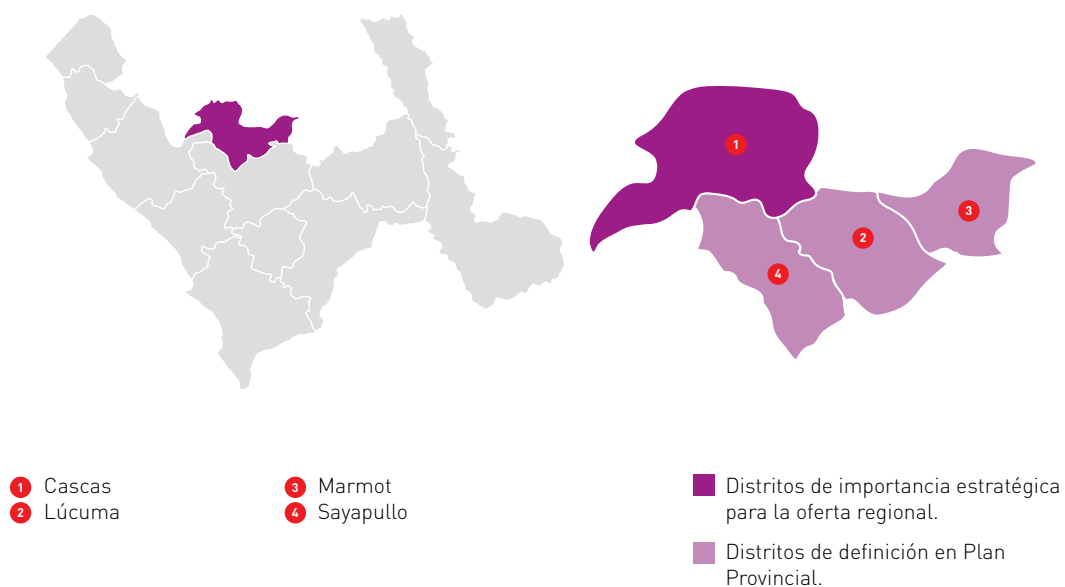 1
2
3
4
1 Cascas
2 Lúcuma
3 Marmot
4 Sayapullo
Distritos de importancia estratégica
para la oferta regional.
Distritos de definición en Plan
Provincial.